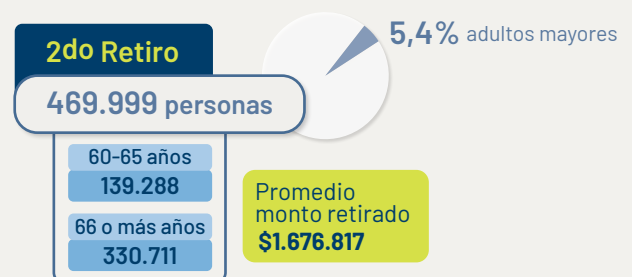 2do Retiro
469.999 personas
60-65 años
139.288
66 o más años
330.711
5,4% adultos mayores
Promedio
monto retirado
$1.676.817